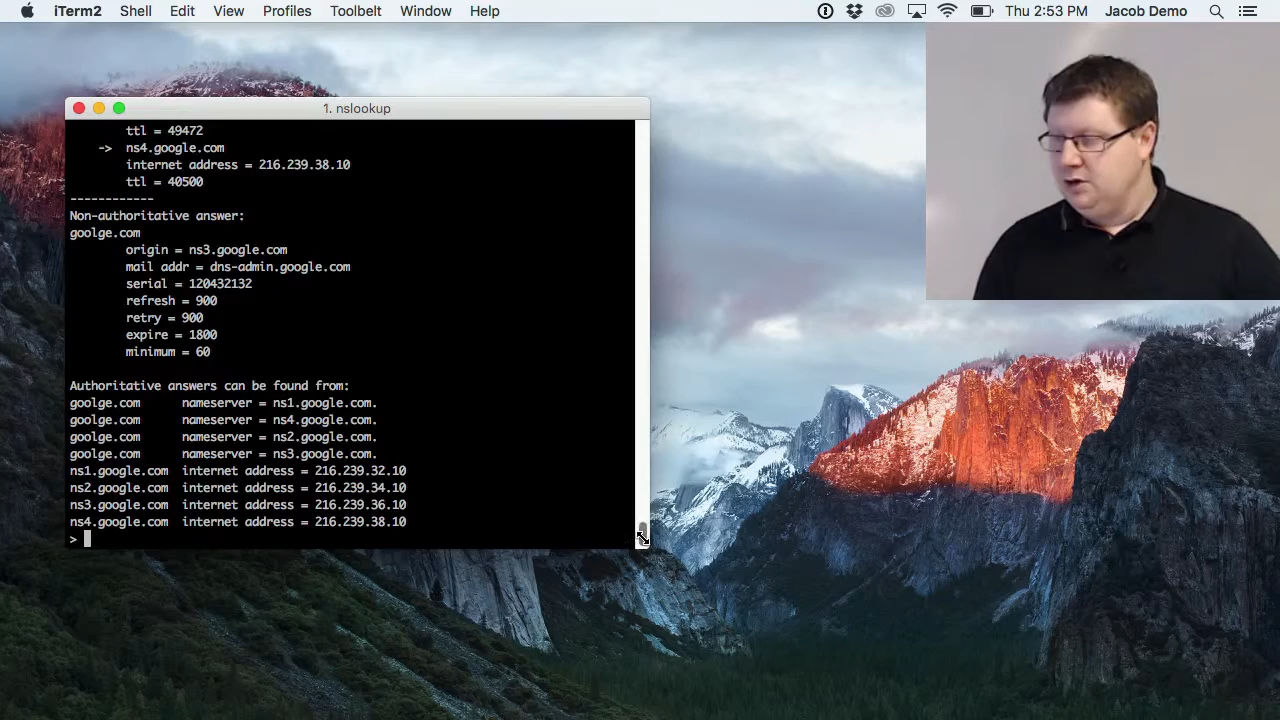 iTerm2 Shell Edit View Profiles Toolbelt Window Help Thu 2:53 PM Jacob Demo
1. nslookup
ttl = 49472
-> ns4.google.com
internet address = 216.239.38.10
ttl = 40500
------------
Non-authoritative answer:
goolge.com
origin = ns3.google.com
mail addr = dns-admin.google.com
serial = 120432132
refresh = 900
retry = 900
expire = 1800
minimum = 60
Authoritative answers can be found from:
goolge.com nameserver = ns1.google.com.
goolge.com nameserver = ns4.google.com.
goolge.com nameserver = ns2.google.com.
goolge.com nameserver = ns3.google.com.
ns1.google.com internet address = 216.239.32.10
ns2.google.com internet address = 216.239.34.10
ns3.google.com internet address = 216.239.36.10
ns4.google.com internet address = 216.239.38.10
>